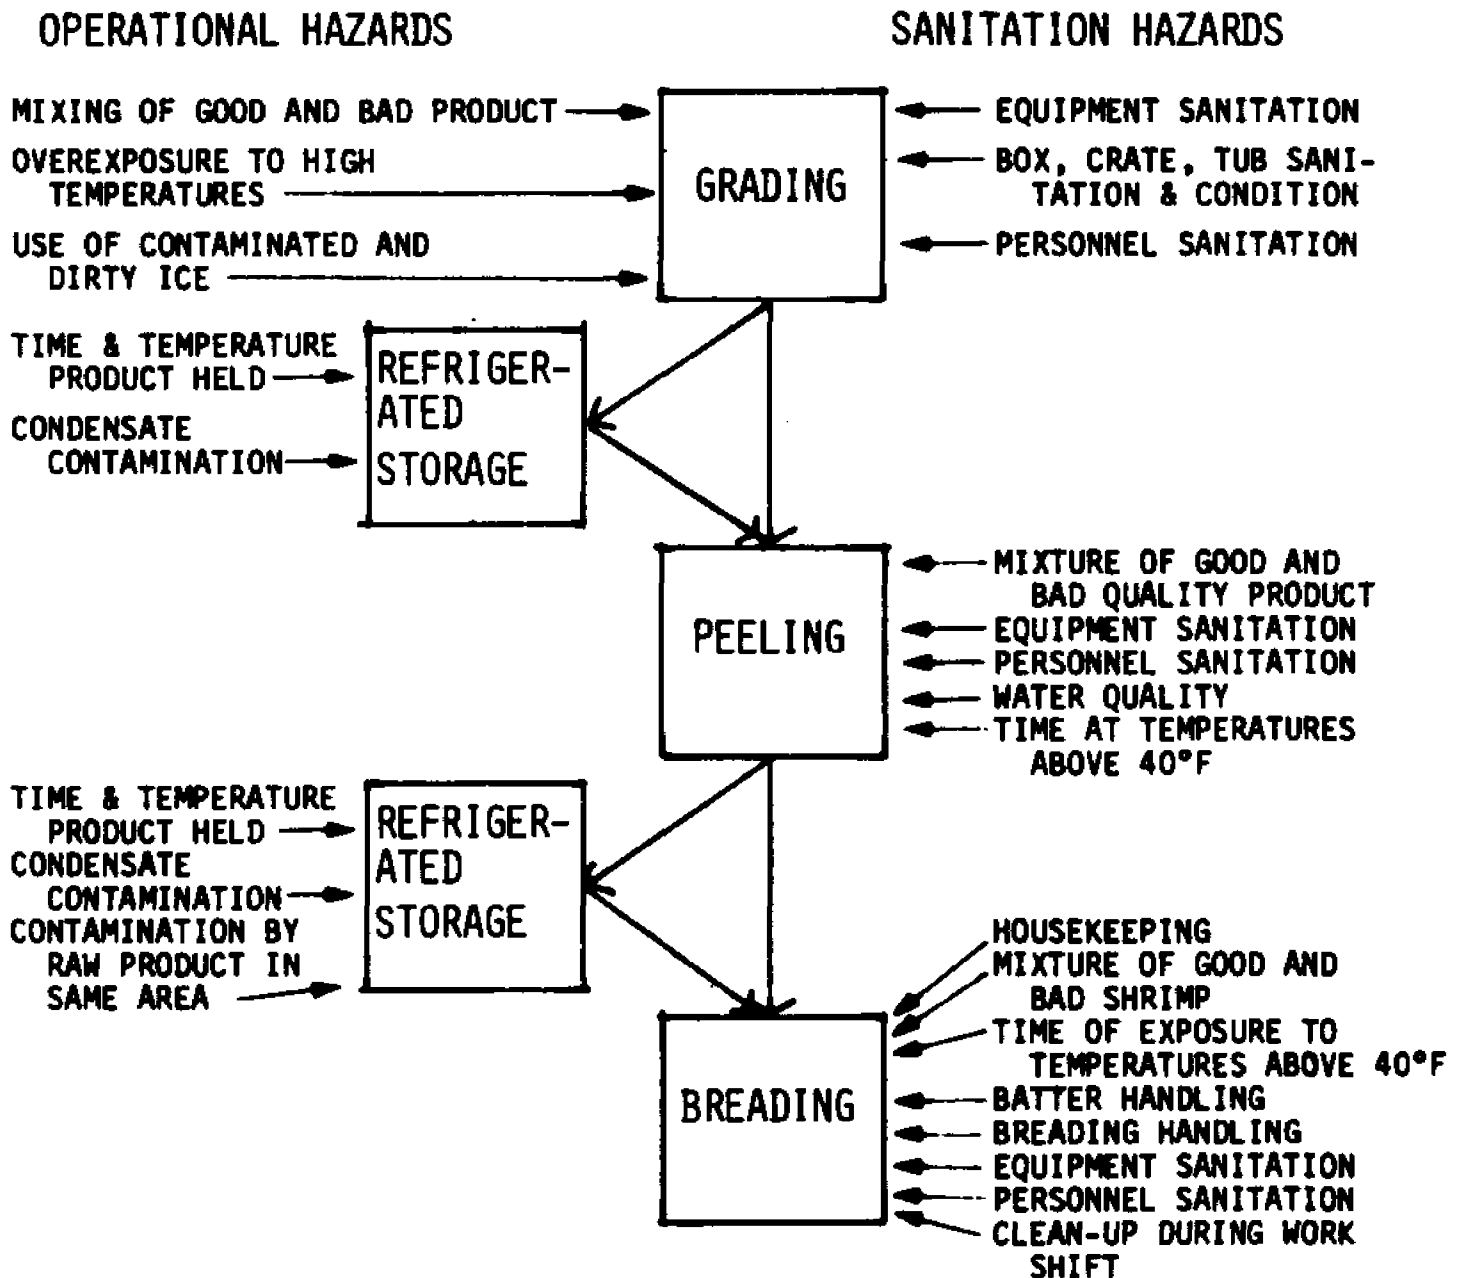 OPERATIONAL HAZARDS
SANITATION HAZARDS
MIXING OF GOOD AND BAD PRODUCT
OVEREXPOSURE TO HIGH
TEMPERATURES
USE OF CONTAMINATED AND
DIRTY ICE
GRADING
EQUIPMENT SANITATION
BOX, CRATE, TUB SANI-
TATION & CONDITION
PERSONNEL SANITATION
TIME & TEMPERATURE
PRODUCT HELD
CONDENSATE
CONTAMINATION
REFRIGER-
ATED
STORAGE
PEELING
MIXTURE OF GOOD AND
BAD QUALITY PRODUCT
EQUIPMENT SANITATION
PERSONNEL SANITATION
WATER QUALITY
TIME AT TEMPERATURES
ABOVE 40°F
TIME & TEMPERATURE
PRODUCT HELD
CONDENSATE
CONTAMINATION
CONTAMINATION BY
RAW PRODUCT IN
SAME AREA
REFRIGER-
ATED
STORAGE
BREADING
HOUSEKEEPING
MIXTURE OF GOOD AND
BAD SHRIMP
TIME OF EXPOSURE TO
TEMPERATURES ABOVE 40°F
BATTER HANDLING
BREADING HANDLING
EQUIPMENT SANITATION
PERSONNEL SANITATION
CLEAN-UP DURING WORK
SHIFT